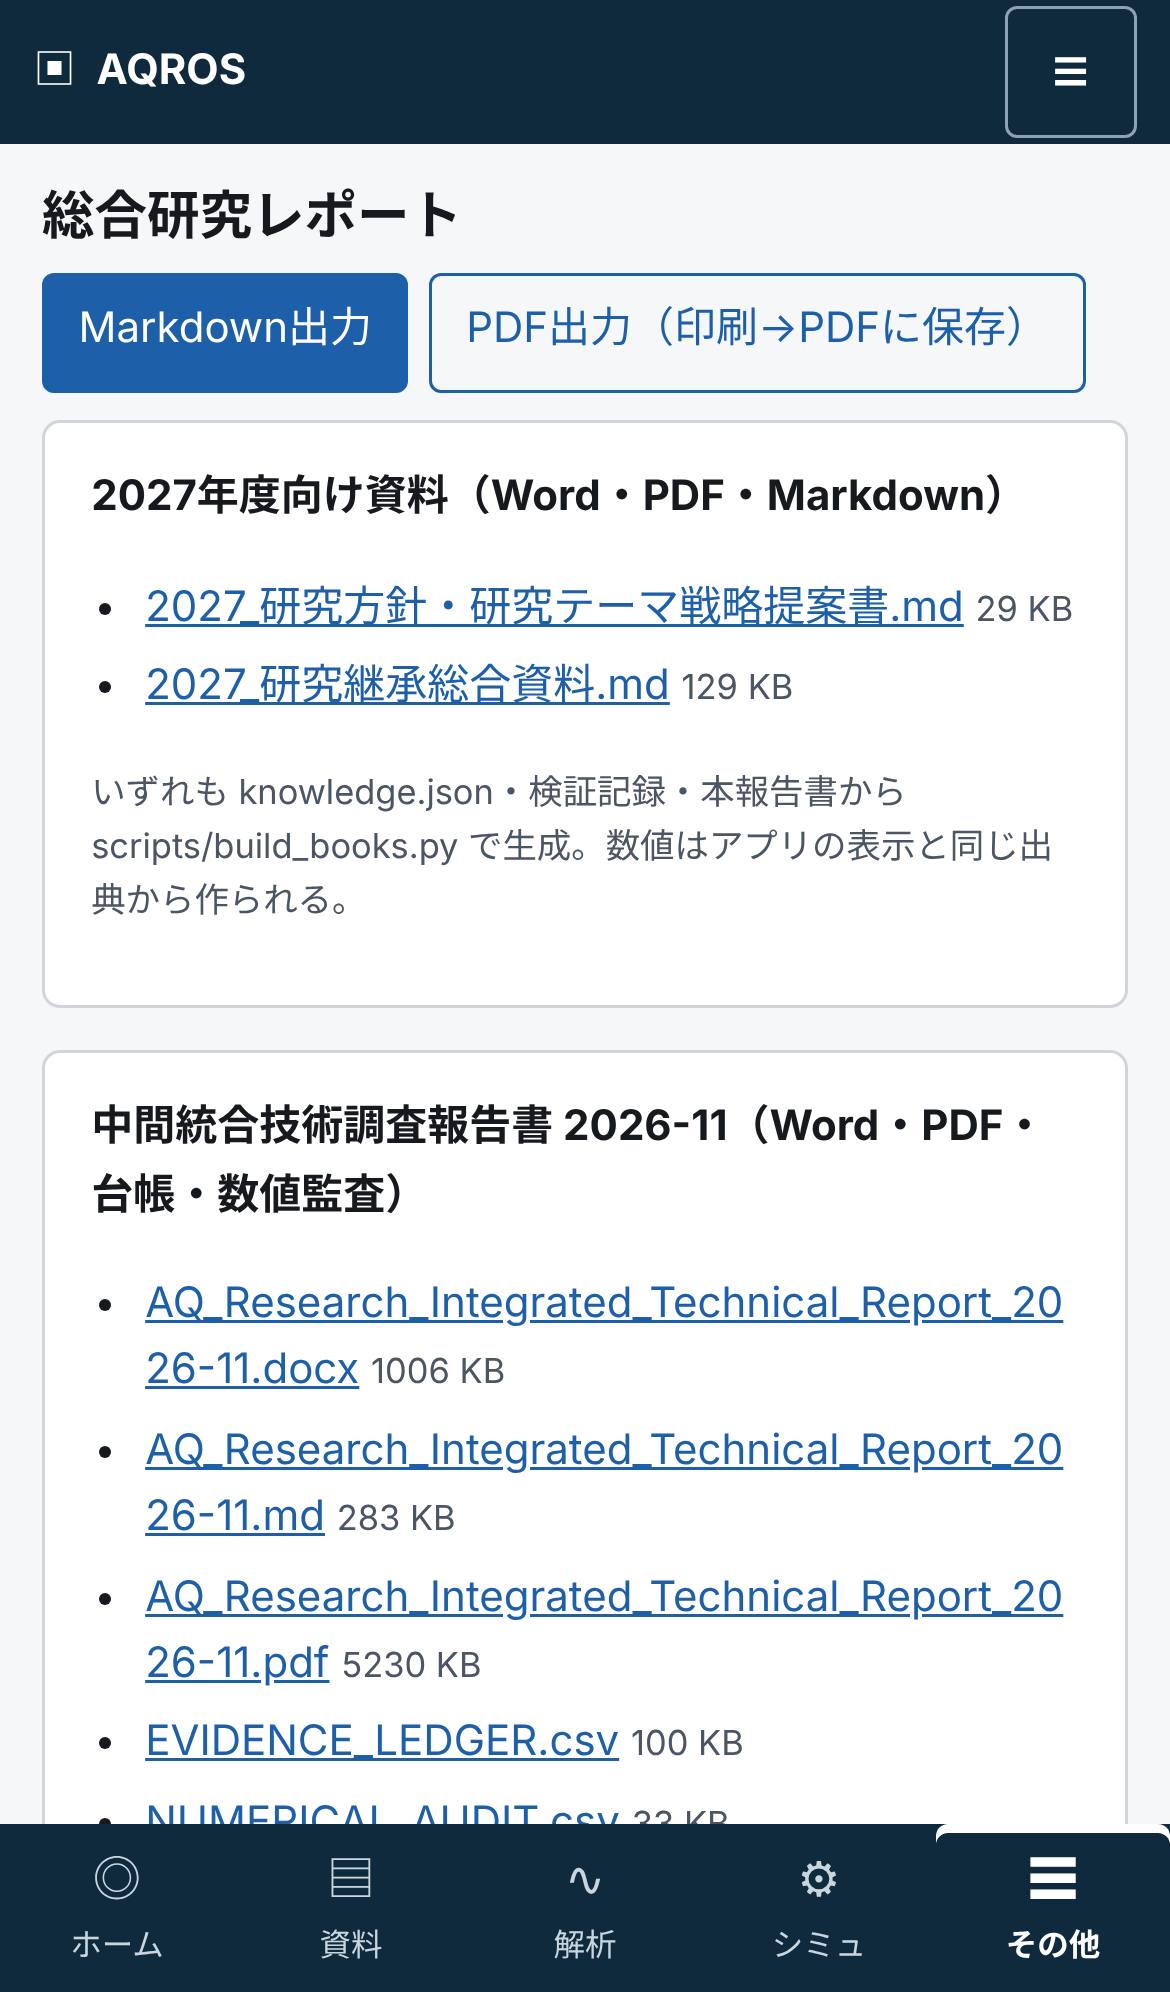 AQROS
総合研究レポート
Markdown出力
PDF出力（印刷→PDFに保存）
2027年度向け資料（Word・PDF・Markdown）
2027_研究方針・研究テーマ戦略提案書.md 29 KB
2027_研究継承総合資料.md 129 KB
いずれも knowledge.json・検証記録・本報告書から
scripts/build_books.py で生成。数値はアプリの表示と同じ出
典から作られる。
中間統合技術調査報告書 2026-11（Word・PDF・
台帳・数値監査）
AQ_Research_Integrated_Technical_Report_20
26-11.docx 1006 KB
AQ_Research_Integrated_Technical_Report_20
26-11.md 283 KB
AQ_Research_Integrated_Technical_Report_20
26-11.pdf 5230 KB
EVIDENCE_LEDGER.csv 100 KB
NUMERICAL_AUDIT.csv 33 KB
ホーム
資料
解析
シミュ
その他